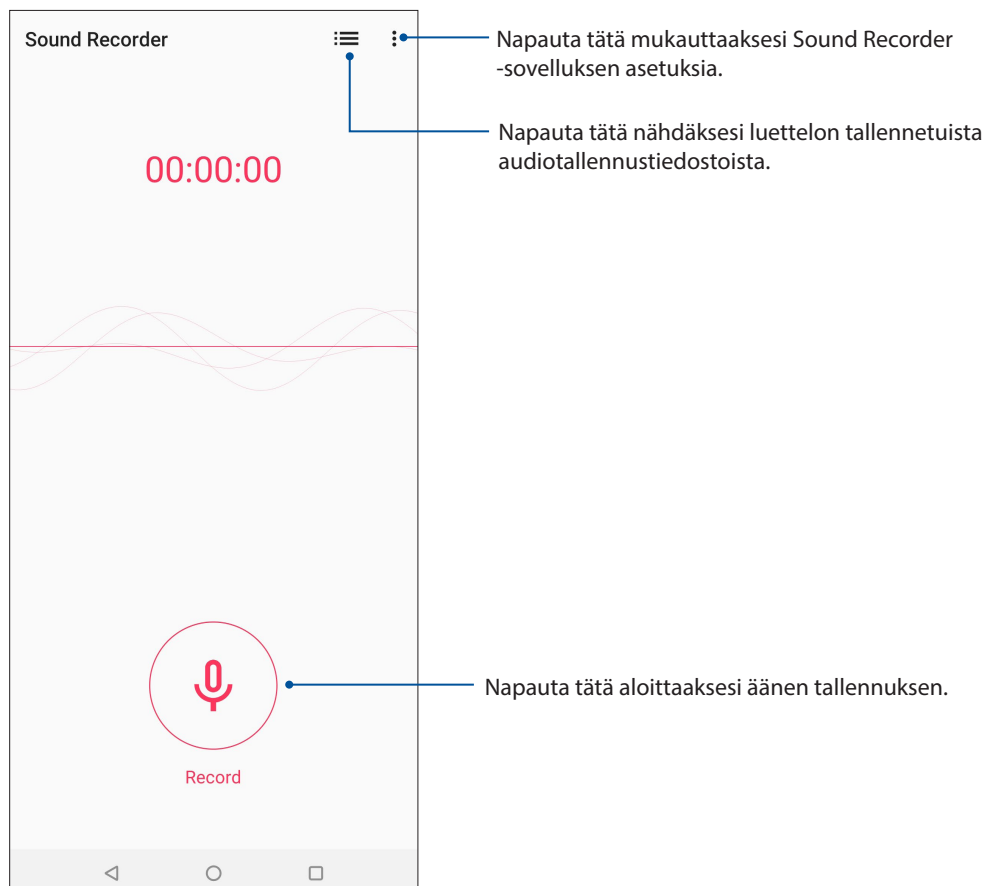 Sound Recorder
Napauta tätä mukauttaaksesi Sound Recorder
-sovelluksen asetuksia.
Napauta tätä nähdäksesi luettelon tallennetuista
audiotallennustiedostoista.
00:00:00
Napauta tätä aloittaaksesi äänen tallennuksen.
Record